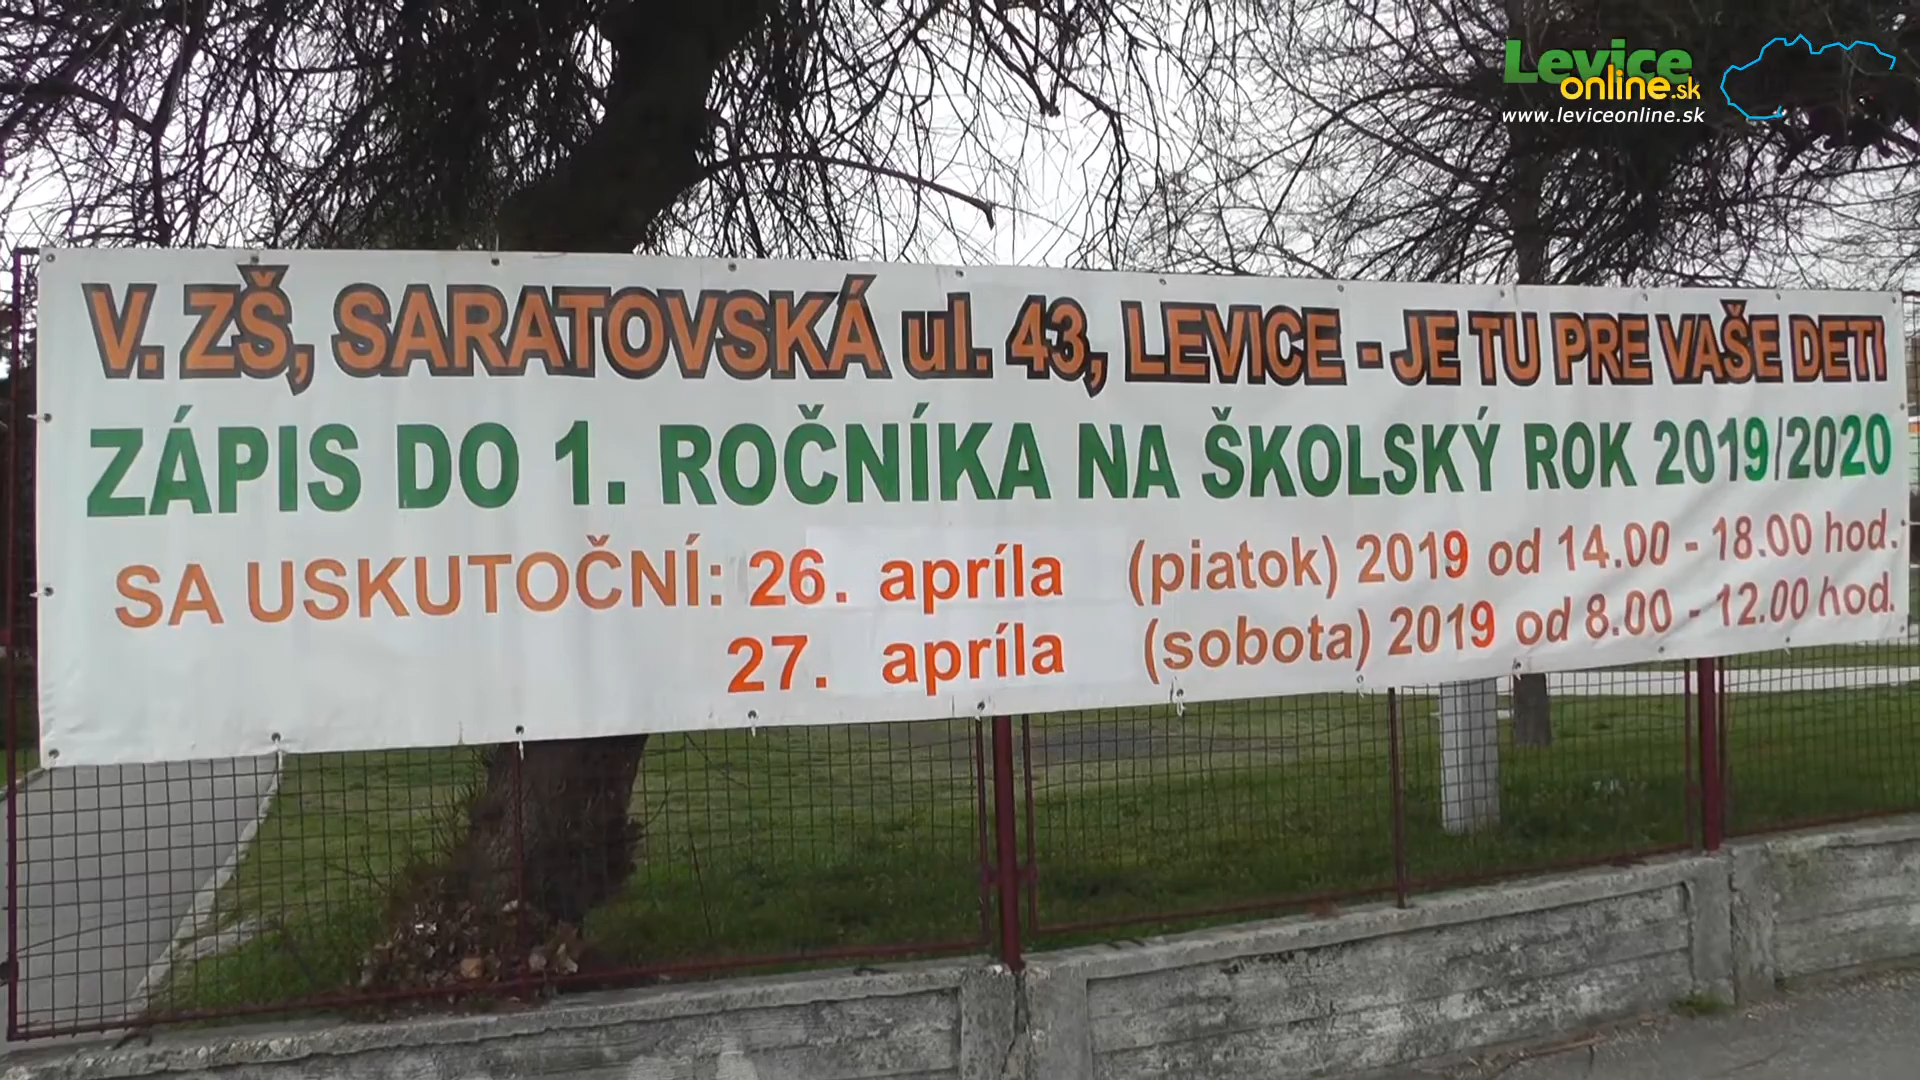 Levice
online.sk
www.leviceonline.sk
V. ZŠ, SARATOVSKÁ ul. 43, LEVICE - JE TU PRE VAŠE DETI
ZÁPIS DO 1. ROČNÍKA NA ŠKOLSKÝ ROK 2019/2020
SA USKUTOČNÍ: 26. apríla (piatok) 2019 od 14.00 - 18.00 hod.
27. apríla (sobota) 2019 od 8.00 - 12.00 hod.